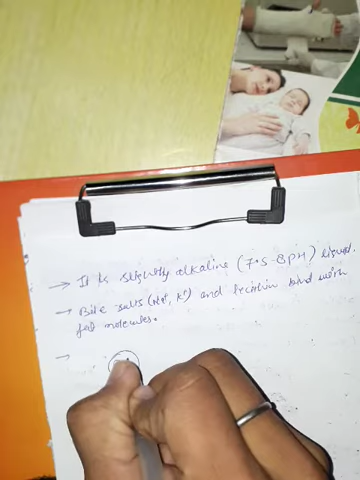 → It is slightly alkaline (7.5-8 PH) liquid.
→ Bile salts (Na⁺, K⁺) and lecithin bind with
fat molecules.
→